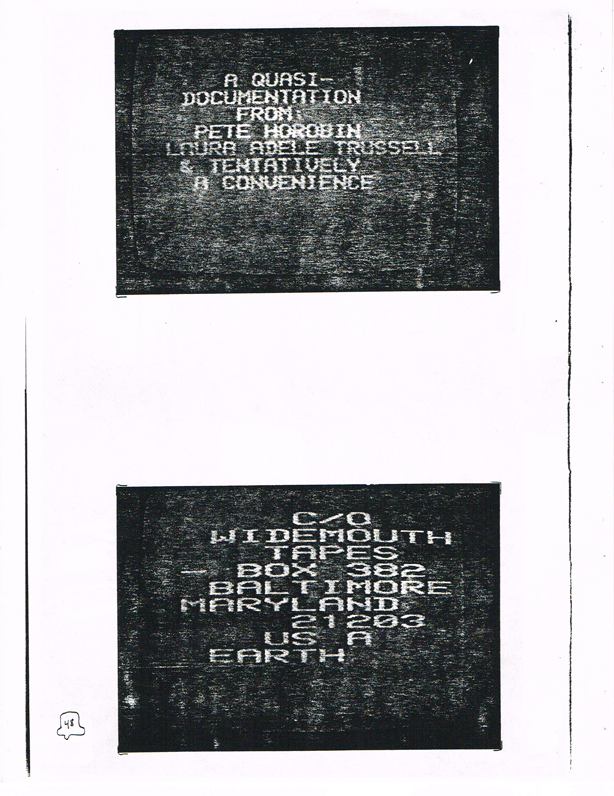 A QUASI-
DOCUMENTATION
FROM:
PETE HOROBIN
LAURA ADELE TRUSSELL
& TENTATIVELY
A CONVENIENCE
C/O
WIDEMOUTH
TAPES
BOX 382
BALTIMORE
MARYLAND
21203
US A
EARTH
48